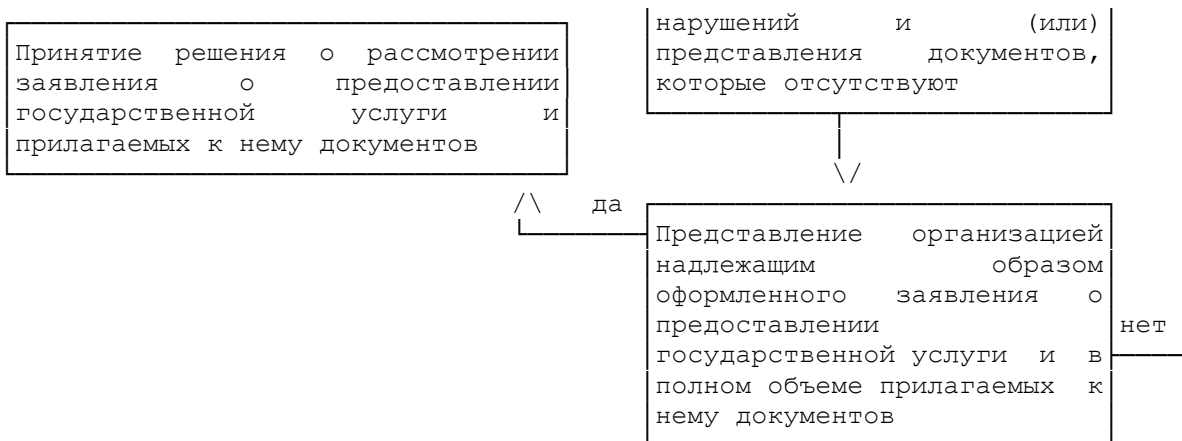 нарушений и (или)
представления документов,
которые отсутствуют
Принятие решения о рассмотрении
заявления о предоставлении
государственной услуги и
прилагаемых к нему документов
\/
/\ да
Представление организацией
надлежащим образом
оформленного заявления о
предоставлении
нет
государственной услуги и в
полном объеме прилагаемых к
нему документов